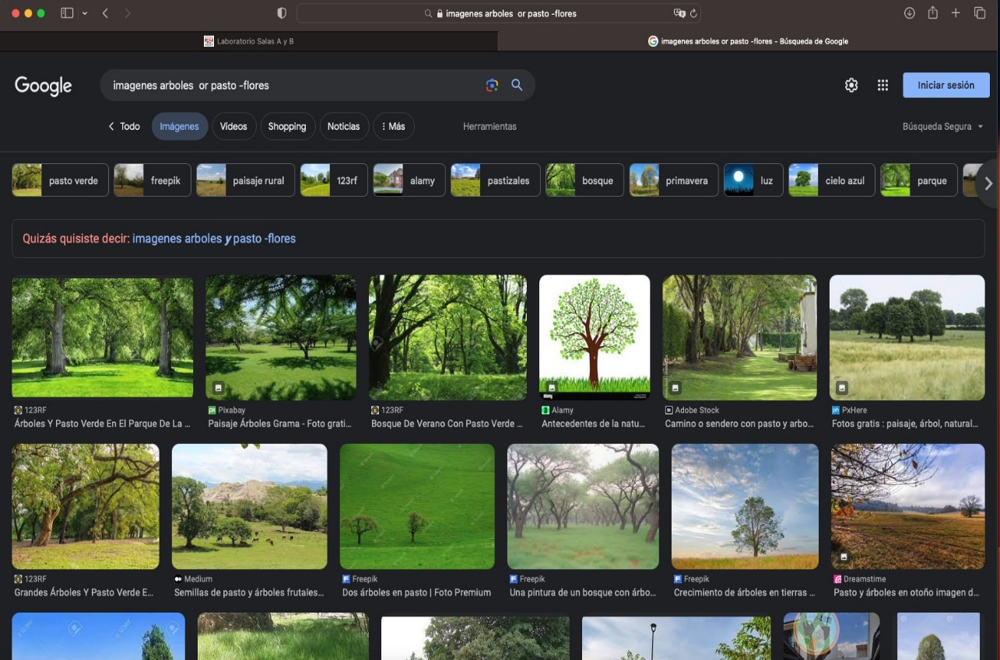 imagenes arboles  or pasto -flores
Laboratorio Salas A y B
imagenes arboles or pasto -flores - Búsqueda de Google
Google
imagenes arboles  or pasto -flores
Iniciar sesión
Todo
Imágenes
Vídeos
Shopping
Noticias
Más
Herramientas
Búsqueda Segura
pasto verde
freepik
paisaje rural
123rf
alamy
pastizales
bosque
primavera
luz
cielo azul
parque
Quizás quisiste decir: imagenes arboles y pasto -flores
123RF
Árboles Y Pasto Verde En El Parque De La ...
Pixabay
Paisaje Árboles Grama - Foto grati...
123RF
Bosque De Verano Con Pasto Verde ...
alamy
Alamy
Antecedentes de la natu...
Adobe Stock
Camino o sendero con pasto y arbo...
PxHere
Fotos gratis : paisaje, árbol, natural...
123RF
Grandes Árboles Y Pasto Verde E...
Medium
Semillas de pasto y árboles frutales...
Freepik
Dos árboles en pasto | Foto Premium
Freepik
Una pintura de un bosque con árbo...
Freepik
Crecimiento de árboles en tierras ...
Dreamstime
Pasto y árboles en otoño imagen d...